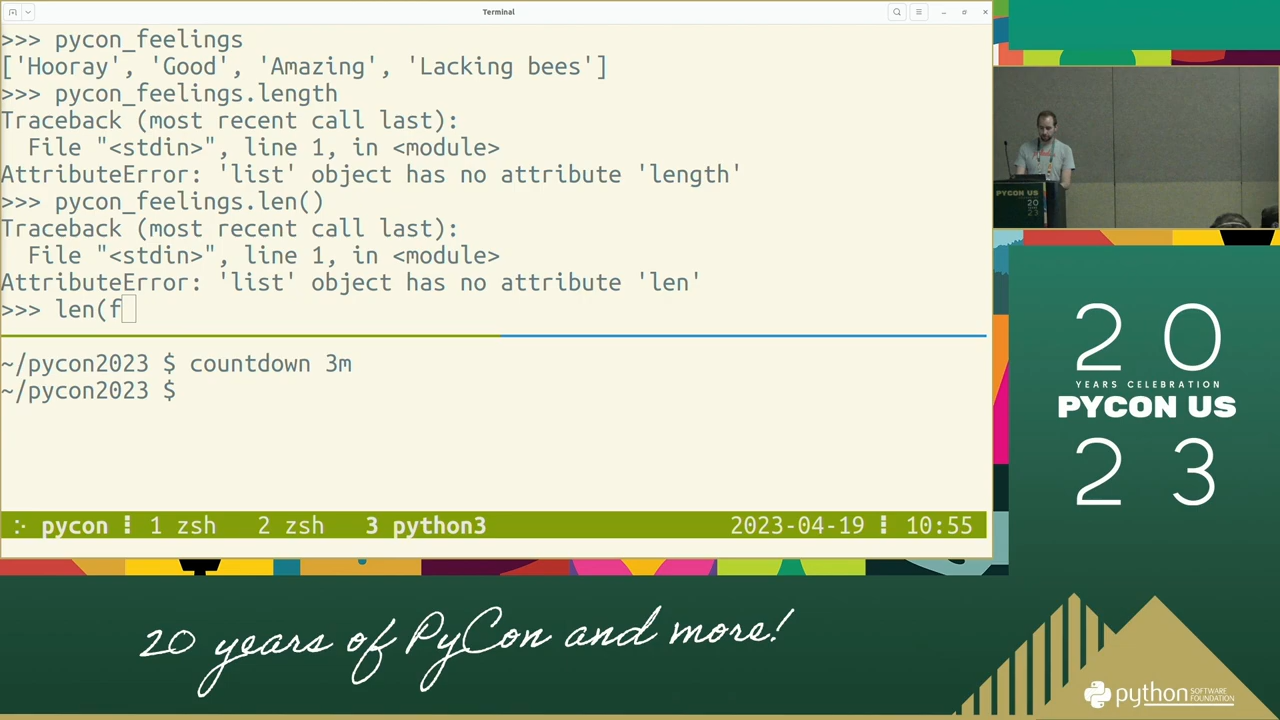 Terminal
>>> pycon_feelings
['Hooray', 'Good', 'Amazing', 'Lacking bees']
>>> pycon_feelings.length
Traceback (most recent call last):
  File "<stdin>", line 1, in <module>
AttributeError: 'list' object has no attribute 'length'
>>> pycon_feelings.len()
Traceback (most recent call last):
  File "<stdin>", line 1, in <module>
AttributeError: 'list' object has no attribute 'len'
>>> len(f
~/pycon2023 $ countdown 3m
~/pycon2023 $
pycon 1 zsh 2 zsh 3 python3 2023-04-19 10:55
PYCON US
20
23
20
YEARS CELEBRATION
PYCON US
23
20 years of PyCon and more!
python SOFTWARE FOUNDATION